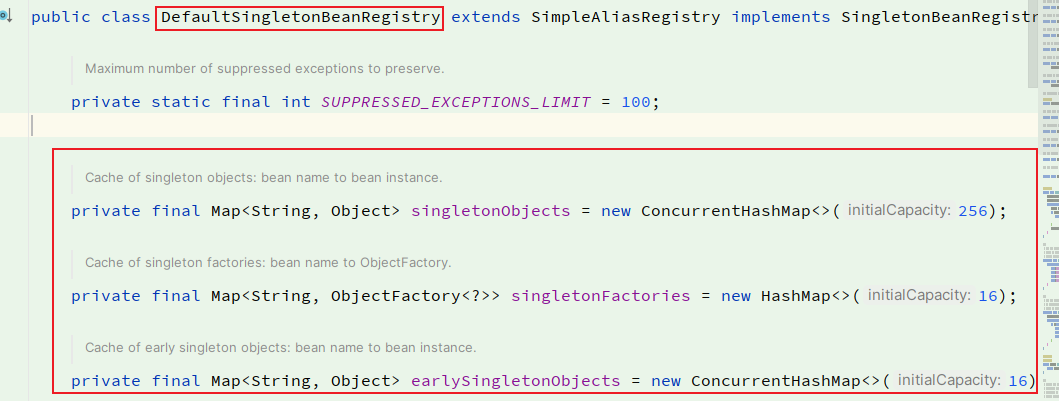 public class DefaultSingletonBeanRegistry extends SimpleAliasRegistry implements SingletonBeanRegistr
Maximum number of suppressed exceptions to preserve.
private static final int SUPPRESSED_EXCEPTIONS_LIMIT = 100;
Cache of singleton objects: bean name to bean instance.
private final Map<String, Object> singletonObjects = new ConcurrentHashMap<>( initialCapacity: 256);
Cache of singleton factories: bean name to ObjectFactory.
private final Map<String, ObjectFactory<?>> singletonFactories = new HashMap<>( initialCapacity: 16);
Cache of early singleton objects: bean name to bean instance.
private final Map<String, Object> earlySingletonObjects = new ConcurrentHashMap<>( initialCapacity: 16)